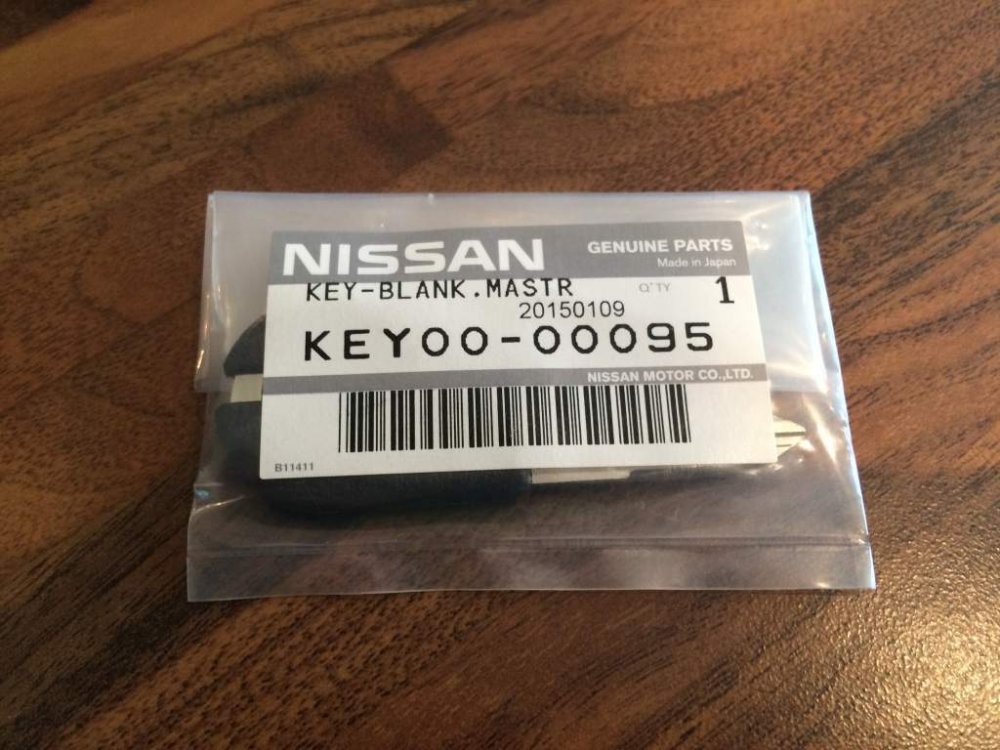 NISSAN GENUINE PARTS
Made in Japan
KEY-BLANK.MASTR Q'TY 1
20150109
KEY00-00095
NISSAN MOTOR CO.,LTD.
B11411